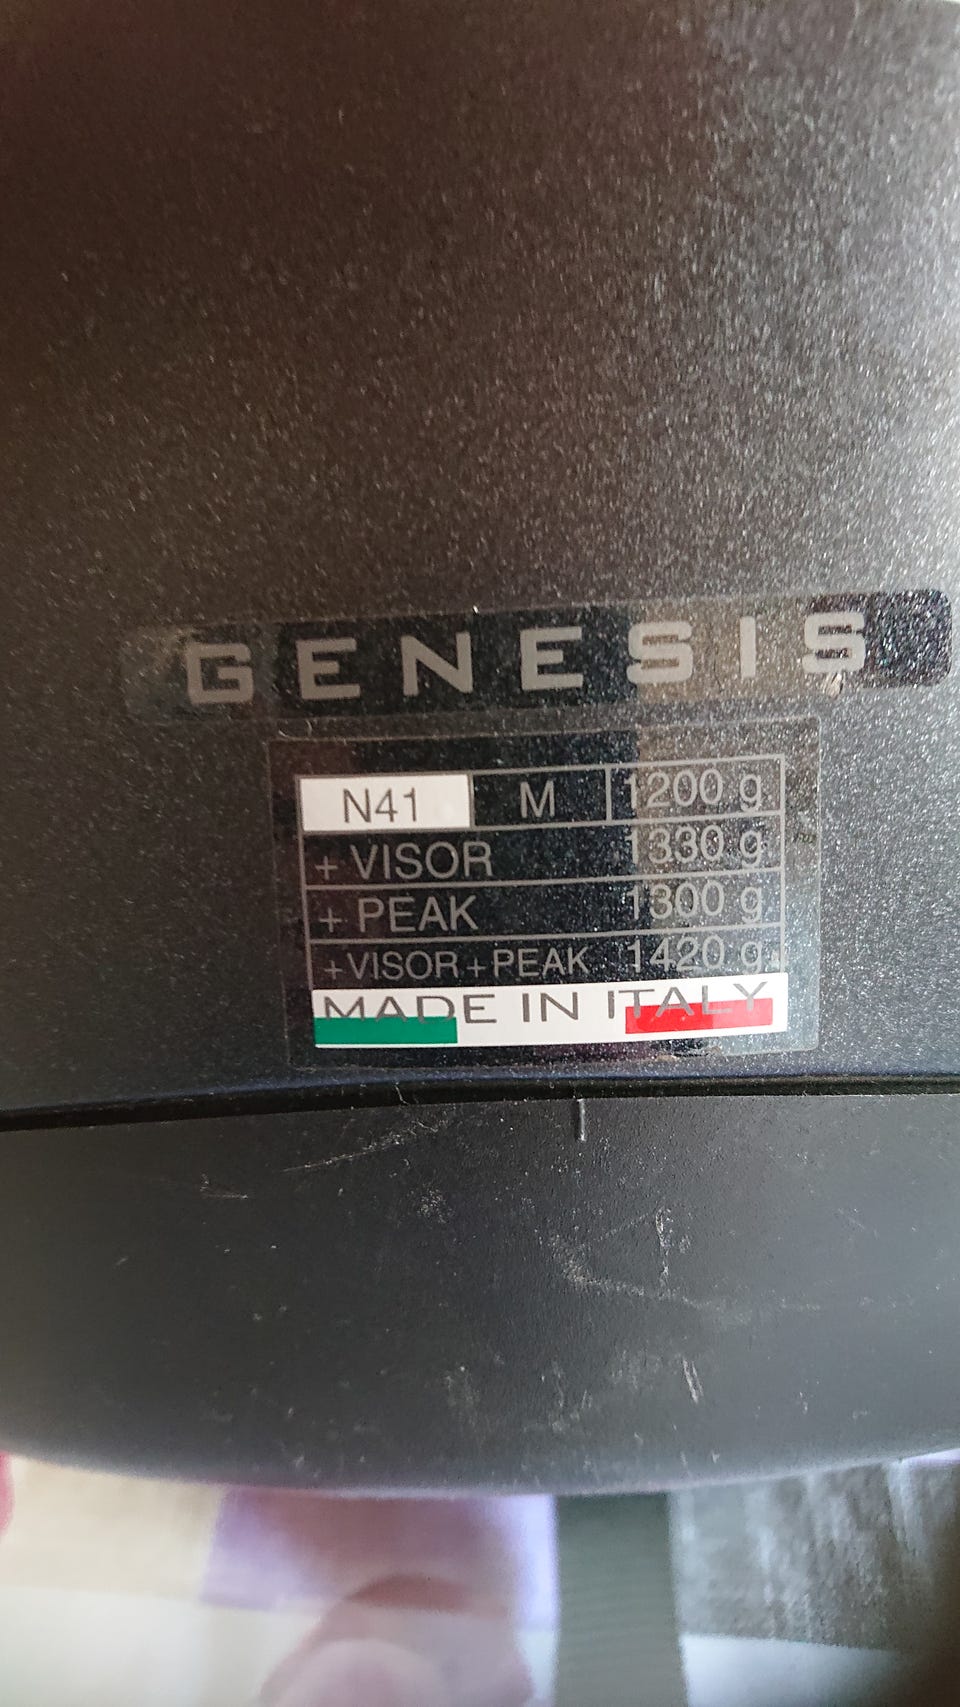 GENESIS
N41 M 1200 g
+ VISOR 1330 g
+ PEAK 1300 g
+VISOR+PEAK 1420 g
MADE IN ITALY